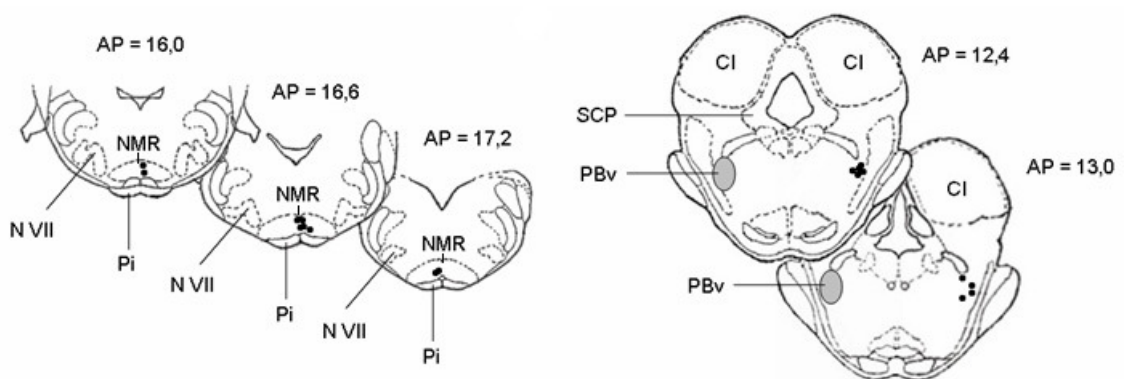 AP = 16,0
NMR
N VII
Pi
AP = 16,6
NMR
N VII
Pi
AP = 17,2
NMR
N VII
Pi
CI
CI
AP = 12,4
SCP
PBv
AP = 13,0
CI
PBv